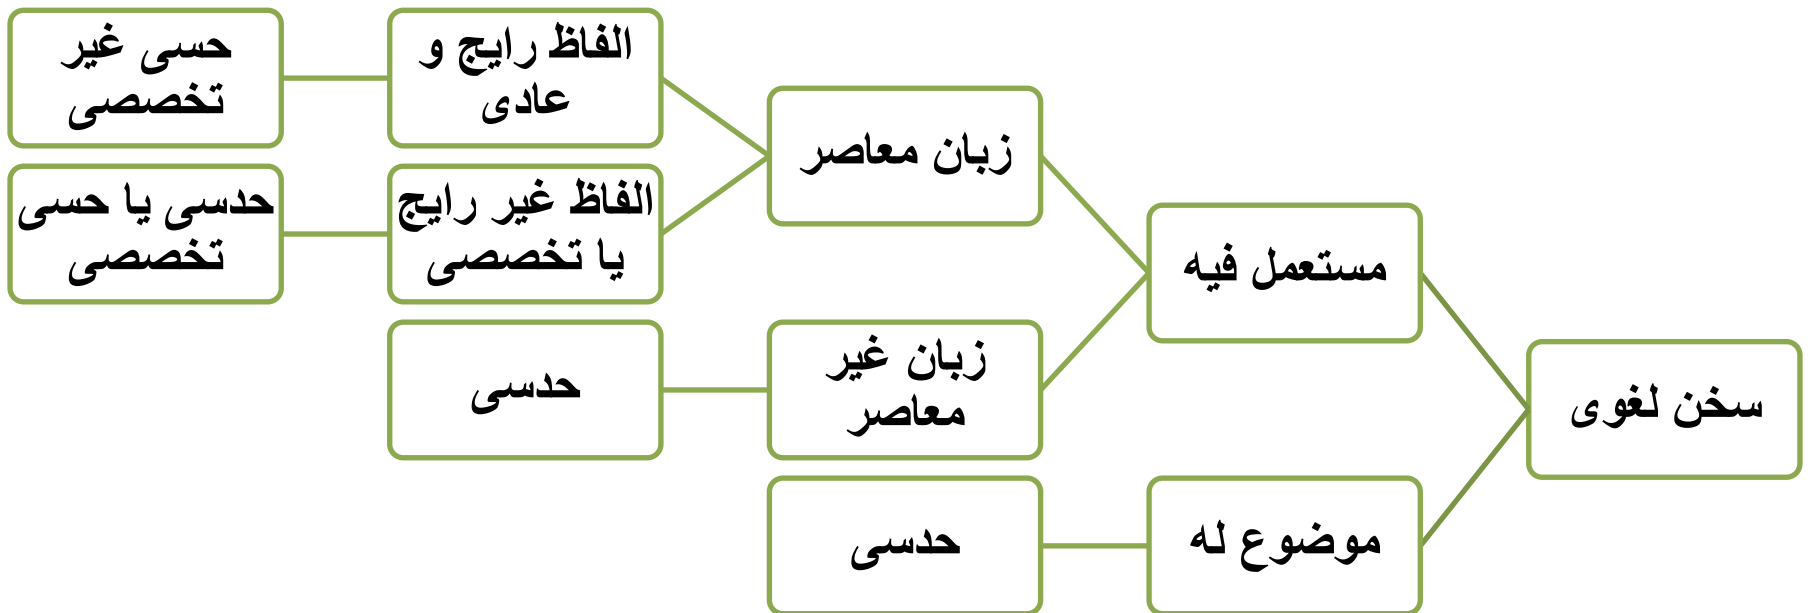 سخن لغوی
مستعمل فیه
زبان معاصر
الفاظ رایج و
عادی
حسی غیر
تخصصی
الفاظ غیر رایج
یا تخصصی
حدسی یا حسی
تخصصی
زبان غیر
معاصر
حدسی
موضوع له
حدسی